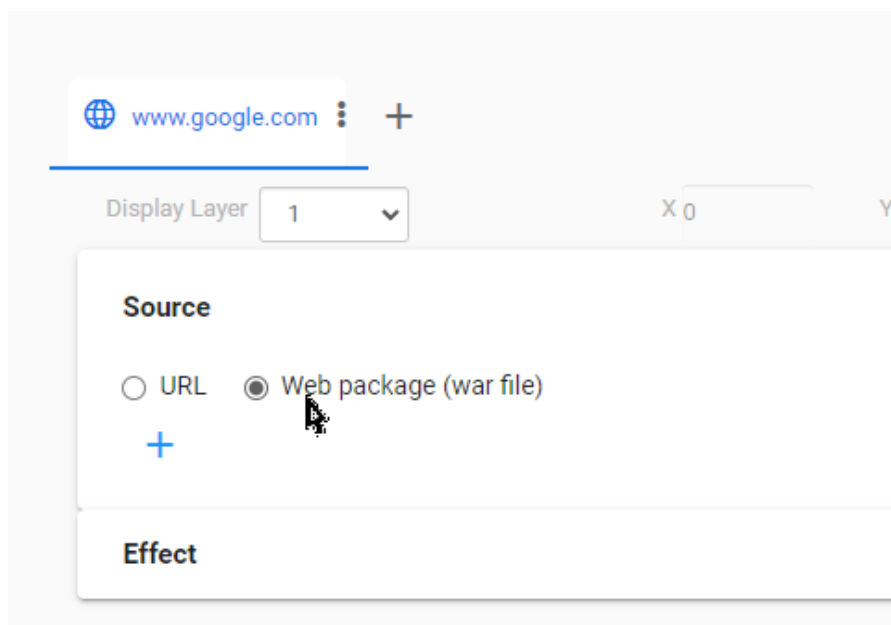 www.google.com
Display Layer 1 X 0 Y
Source
URL Web package (war file)
Effect